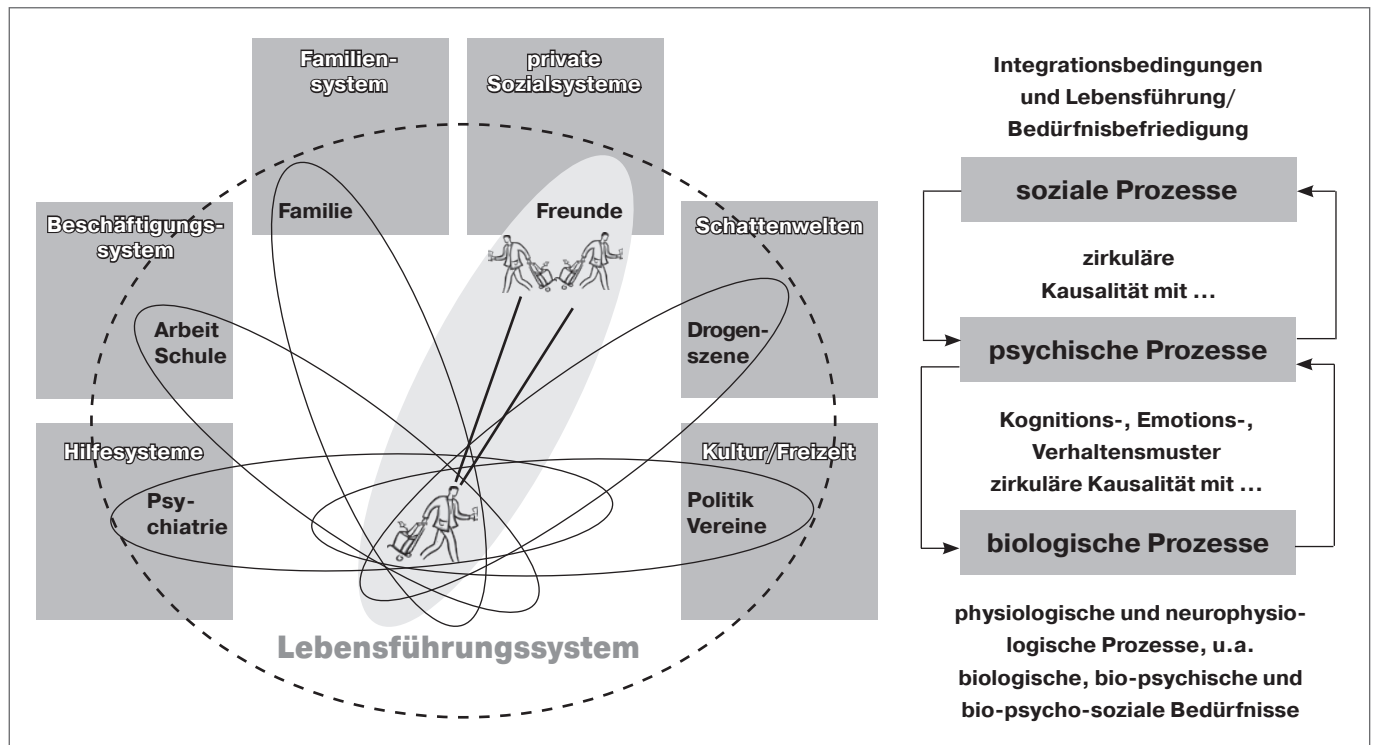 Familien-
system
private
Sozialsysteme
Familie
Freunde
Beschäftigungs-
system
Schattenwelten
Arbeit
Schule
Drogen-
szene
Hilfesysteme
Kultur/Freizeit
Psy-
chiatrie
Politik
Vereine
Lebensführungssystem
Integrationsbedingungen
und Lebensführung/
Bedürfnisbefriedigung
soziale Prozesse
zirkuläre
Kausalität mit ...
psychische Prozesse
Kognitions-, Emotions-,
Verhaltensmuster
zirkuläre Kausalität mit ...
biologische Prozesse
physiologische und neurophysio-
logische Prozesse, u.a.
biologische, bio-psychische und
bio-psycho-soziale Bedürfnisse